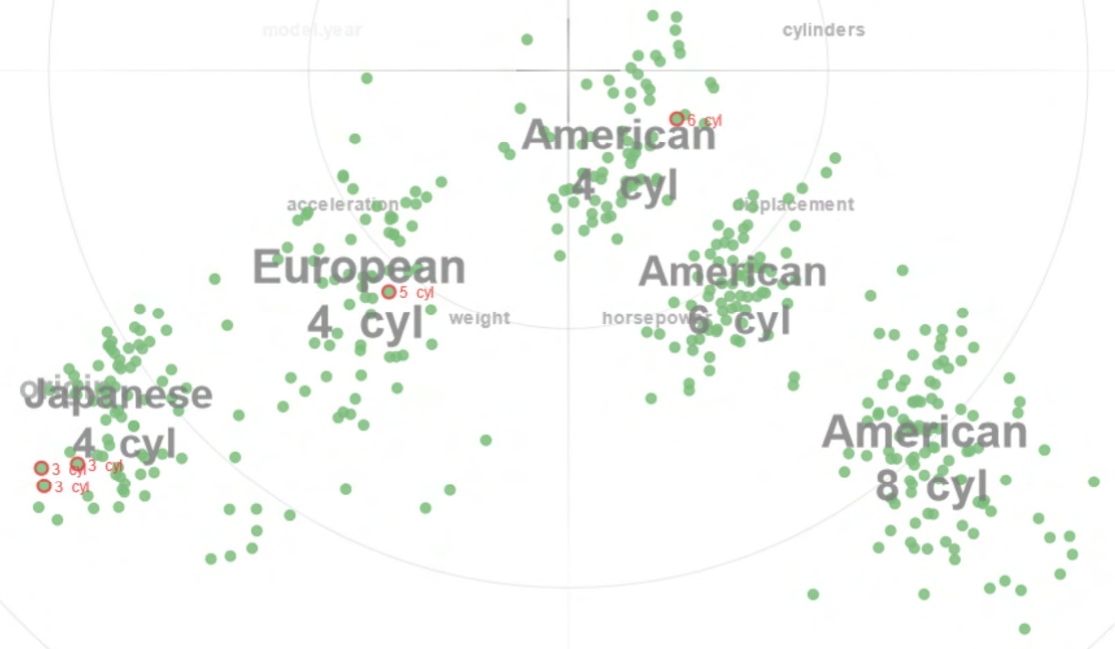 model.year
cylinders
6 cyl
American
4 cyl
acceleration
displacement
European
4 cyl
5 cyl
American
6 cyl
weight
horsepower
origin
Japanese
4 cyl
3 cyl
3 cyl
3 cyl
American
8 cyl